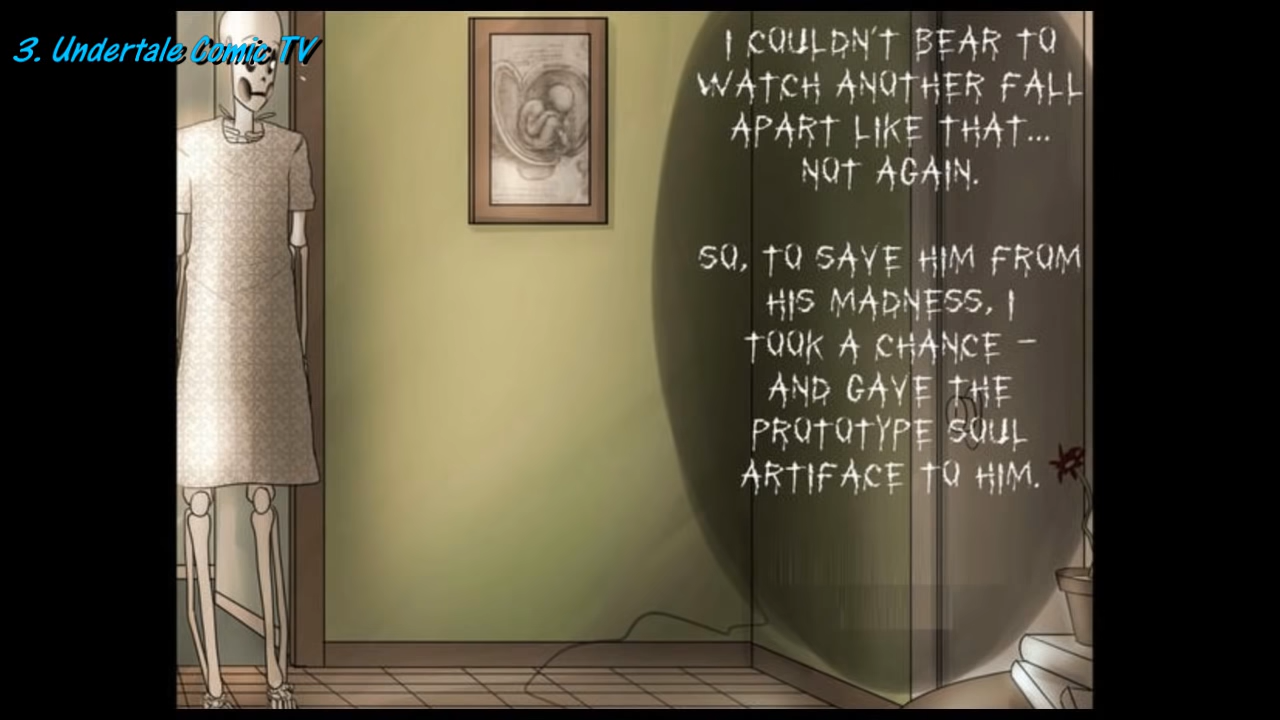 3. Undertale Comic TV
I COULDN'T BEAR TO
WATCH ANOTHER FALL
APART LIKE THAT...
NOT AGAIN.
SO, TO SAVE HIM FROM
HIS MADNESS, I
TOOK A CHANCE -
AND GAVE THE
PROTOTYPE SOUL
ARTIFACE TO HIM.